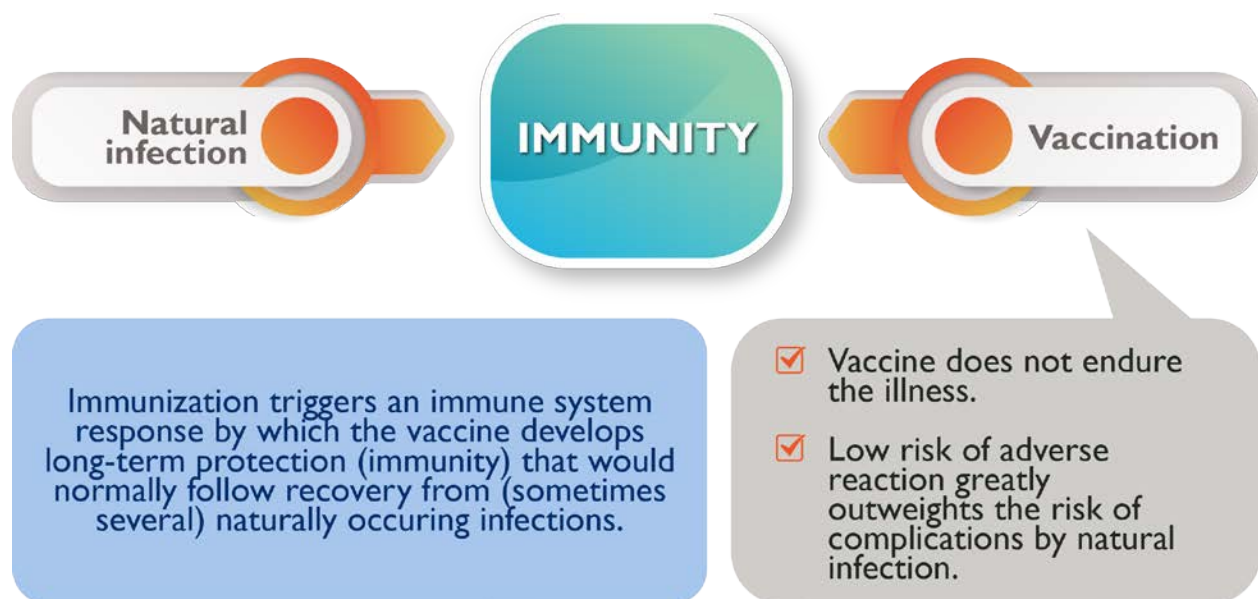 Natural
infection
IMMUNITY
Vaccination
Immunization triggers an immune system
response by which the vaccine develops
long-term protection (immunity) that would
normally follow recovery from (sometimes
several) naturally occuring infections.
Vaccine does not endure
the illness.
Low risk of adverse
reaction greatly
outweights the risk of
complications by natural
infection.